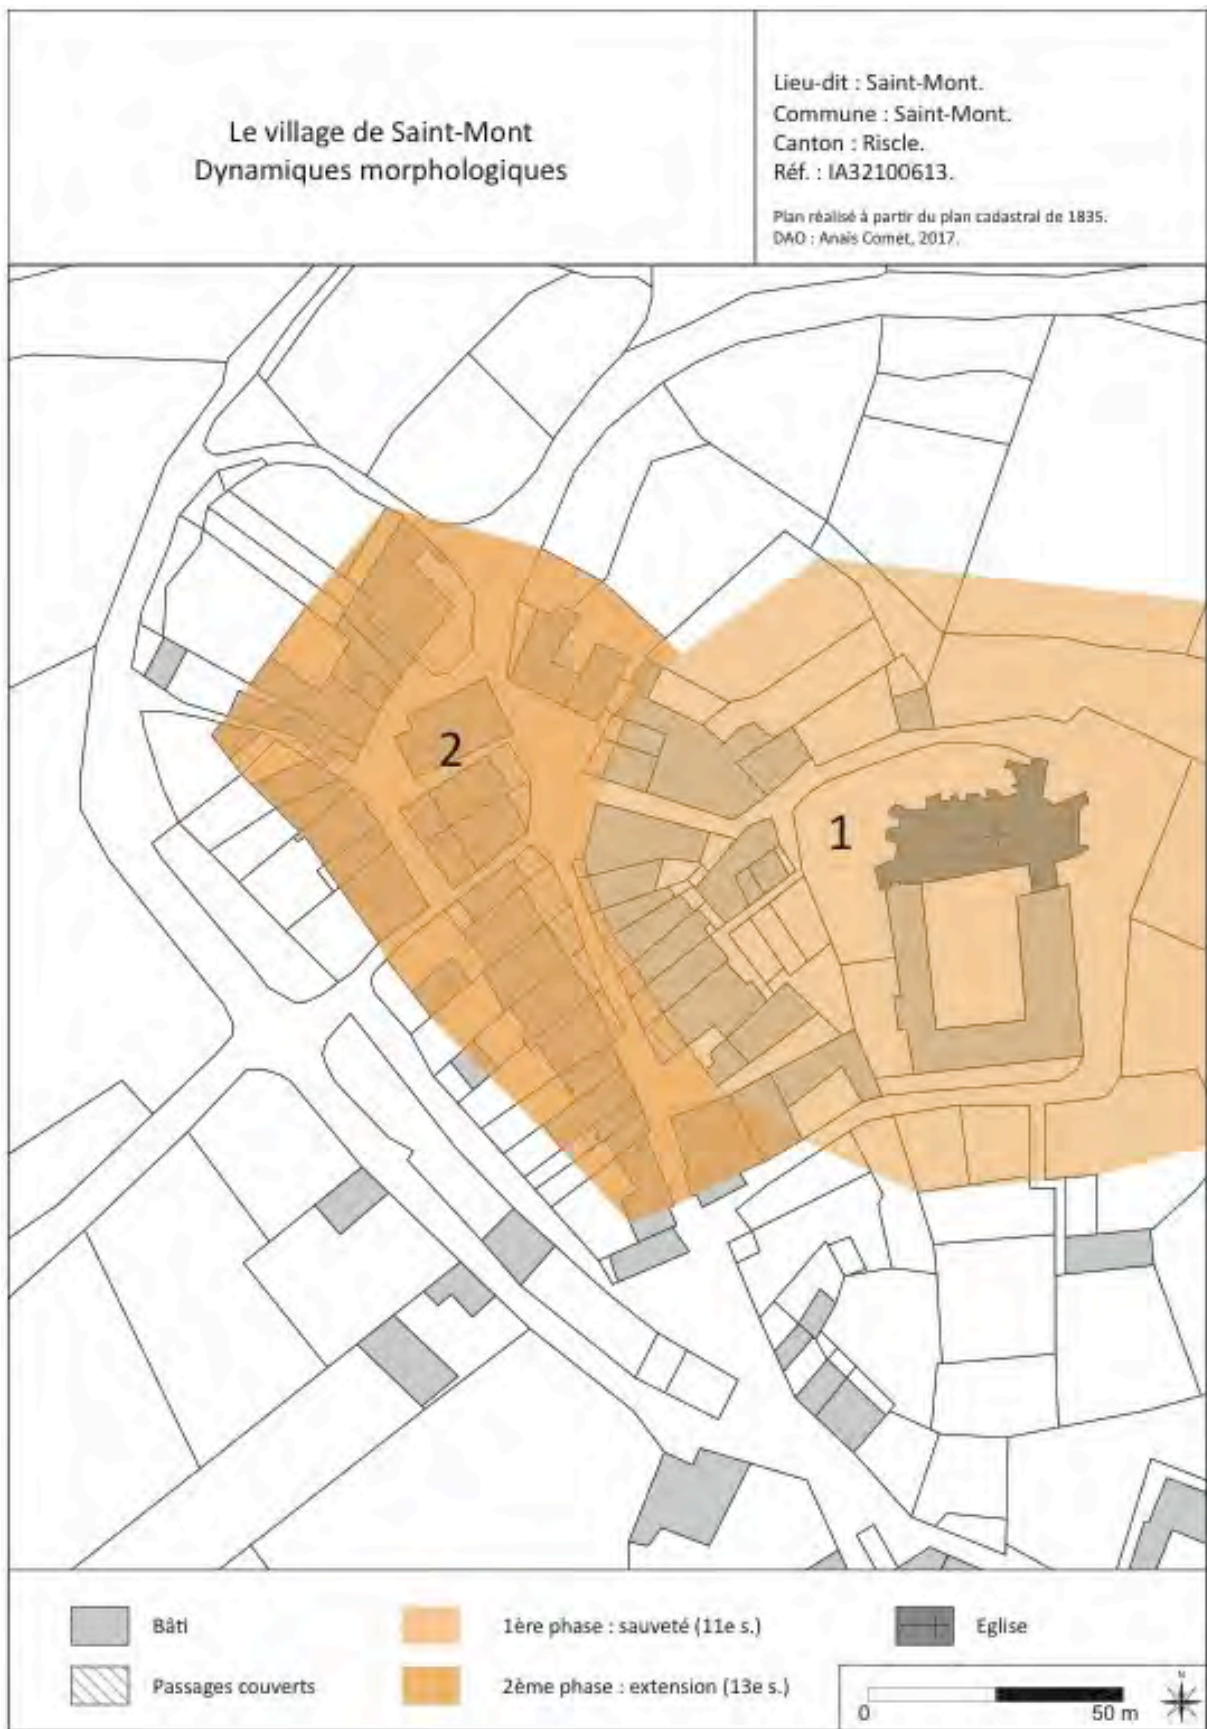 Le village de Saint-Mont
Dynamiques morphologiques
Lieu-dit : Saint-Mont.
Commune : Saint-Mont.
Canton : Riscle.
Réf. : IA32100613.
Plan réalisé à partir du plan cadastral de 1835.
DAO : Anaïs Comet, 2017.
2
1
Bâti
1ère phase : sauveté (11e s.)
Eglise
Passages couverts
2ème phase : extension (13e s.)
N
0
50 m